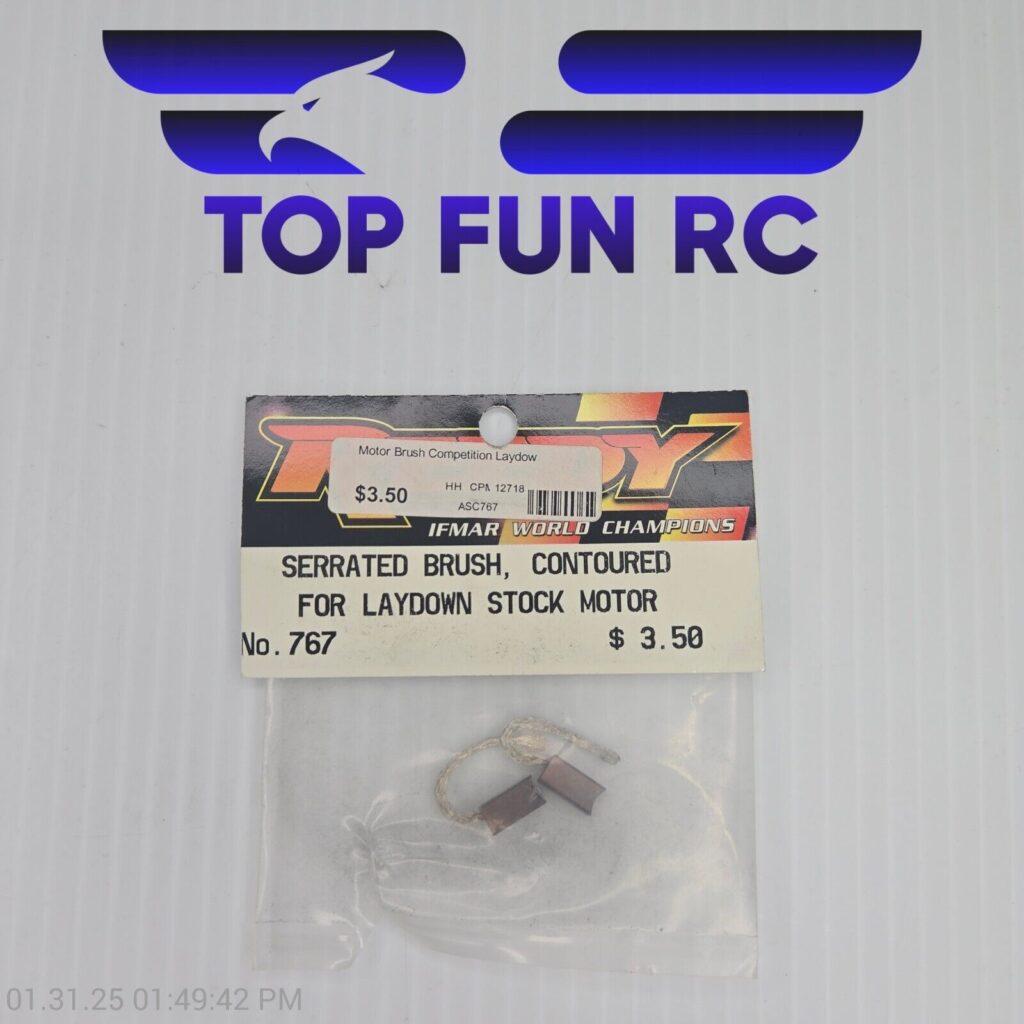 TOP FUN RC
Motor Brush Competition Laydow
$3.50
HH CPM 12718
ASC767
IFMAR WORLD CHAMPIONS
SERRATED BRUSH, CONTOURED
FOR LAYDOWN STOCK MOTOR
No. 767 $ 3.50
01.31.25 01:49:42 PM